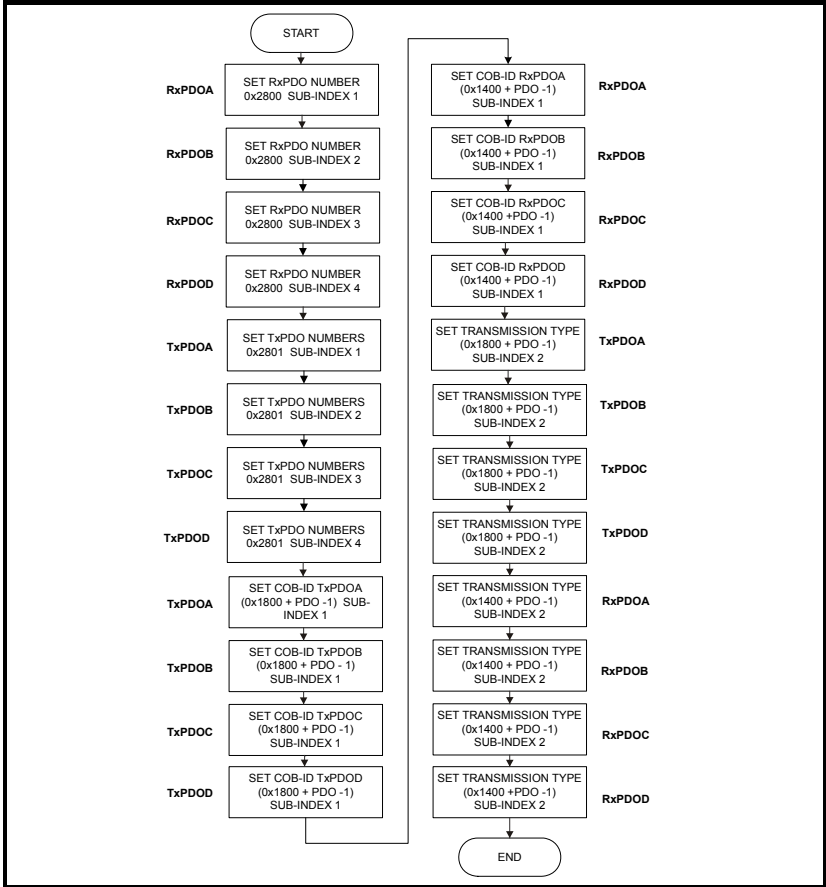 START
RxPDOA
SET RxPDO NUMBER
0x2800 SUB-INDEX 1
RxPDOB
SET RxPDO NUMBER
0x2800 SUB-INDEX 2
RxPDOC
SET RxPDO NUMBER
0x2800 SUB-INDEX 3
RxPDOD
SET RxPDO NUMBER
0x2800 SUB-INDEX 4
TxPDOA
SET TxPDO NUMBERS
0x2801 SUB-INDEX 1
TxPDOB
SET TxPDO NUMBERS
0x2801 SUB-INDEX 2
TxPDOC
SET TxPDO NUMBERS
0x2801 SUB-INDEX 3
TxPDOD
SET TxPDO NUMBERS
0x2801 SUB-INDEX 4
TxPDOA
SET COB-ID TxPDOA
(0x1800 + PDO -1) SUB-
INDEX 1
TxPDOB
SET COB-ID TxPDOB
(0x1800 + PDO - 1)
SUB-INDEX 1
TxPDOC
SET COB-ID TxPDOC
(0x1800 + PDO -1)
SUB-INDEX 1
TxPDOD
SET COB-ID TxPDOD
(0x1800 + PDO -1)
SUB-INDEX 1
SET COB-ID RxPDOA
(0x1400 + PDO -1)
SUB-INDEX 1
RxPDOA
SET COB-ID RxPDOB
(0x1400 + PDO -1)
SUB-INDEX 1
RxPDOB
SET COB-ID RxPDOC
(0x1400 +PDO -1)
SUB-INDEX 1
RxPDOC
SET COB-ID RxPDOD
(0x1400 + PDO -1)
SUB-INDEX 1
RxPDOD
SET TRANSMISSION TYPE
(0x1800 + PDO -1)
SUB-INDEX 2
TxPDOA
SET TRANSMISSION TYPE
(0x1800 + PDO -1)
SUB-INDEX 2
TxPDOB
SET TRANSMISSION TYPE
(0x1800 + PDO -1)
SUB-INDEX 2
TxPDOC
SET TRANSMISSION TYPE
(0x1800 + PDO -1)
SUB-INDEX 2
TxPDOD
SET TRANSMISSION TYPE
(0x1400 + PDO -1)
SUB-INDEX 2
RxPDOA
SET TRANSMISSION TYPE
(0x1400 + PDO -1)
SUB-INDEX 2
RxPDOB
SET TRANSMISSION TYPE
(0x1400 + PDO -1)
SUB-INDEX 2
RxPDOC
SET TRANSMISSION TYPE
(0x1400 +PDO -1)
SUB-INDEX 2
RxPDOD
END